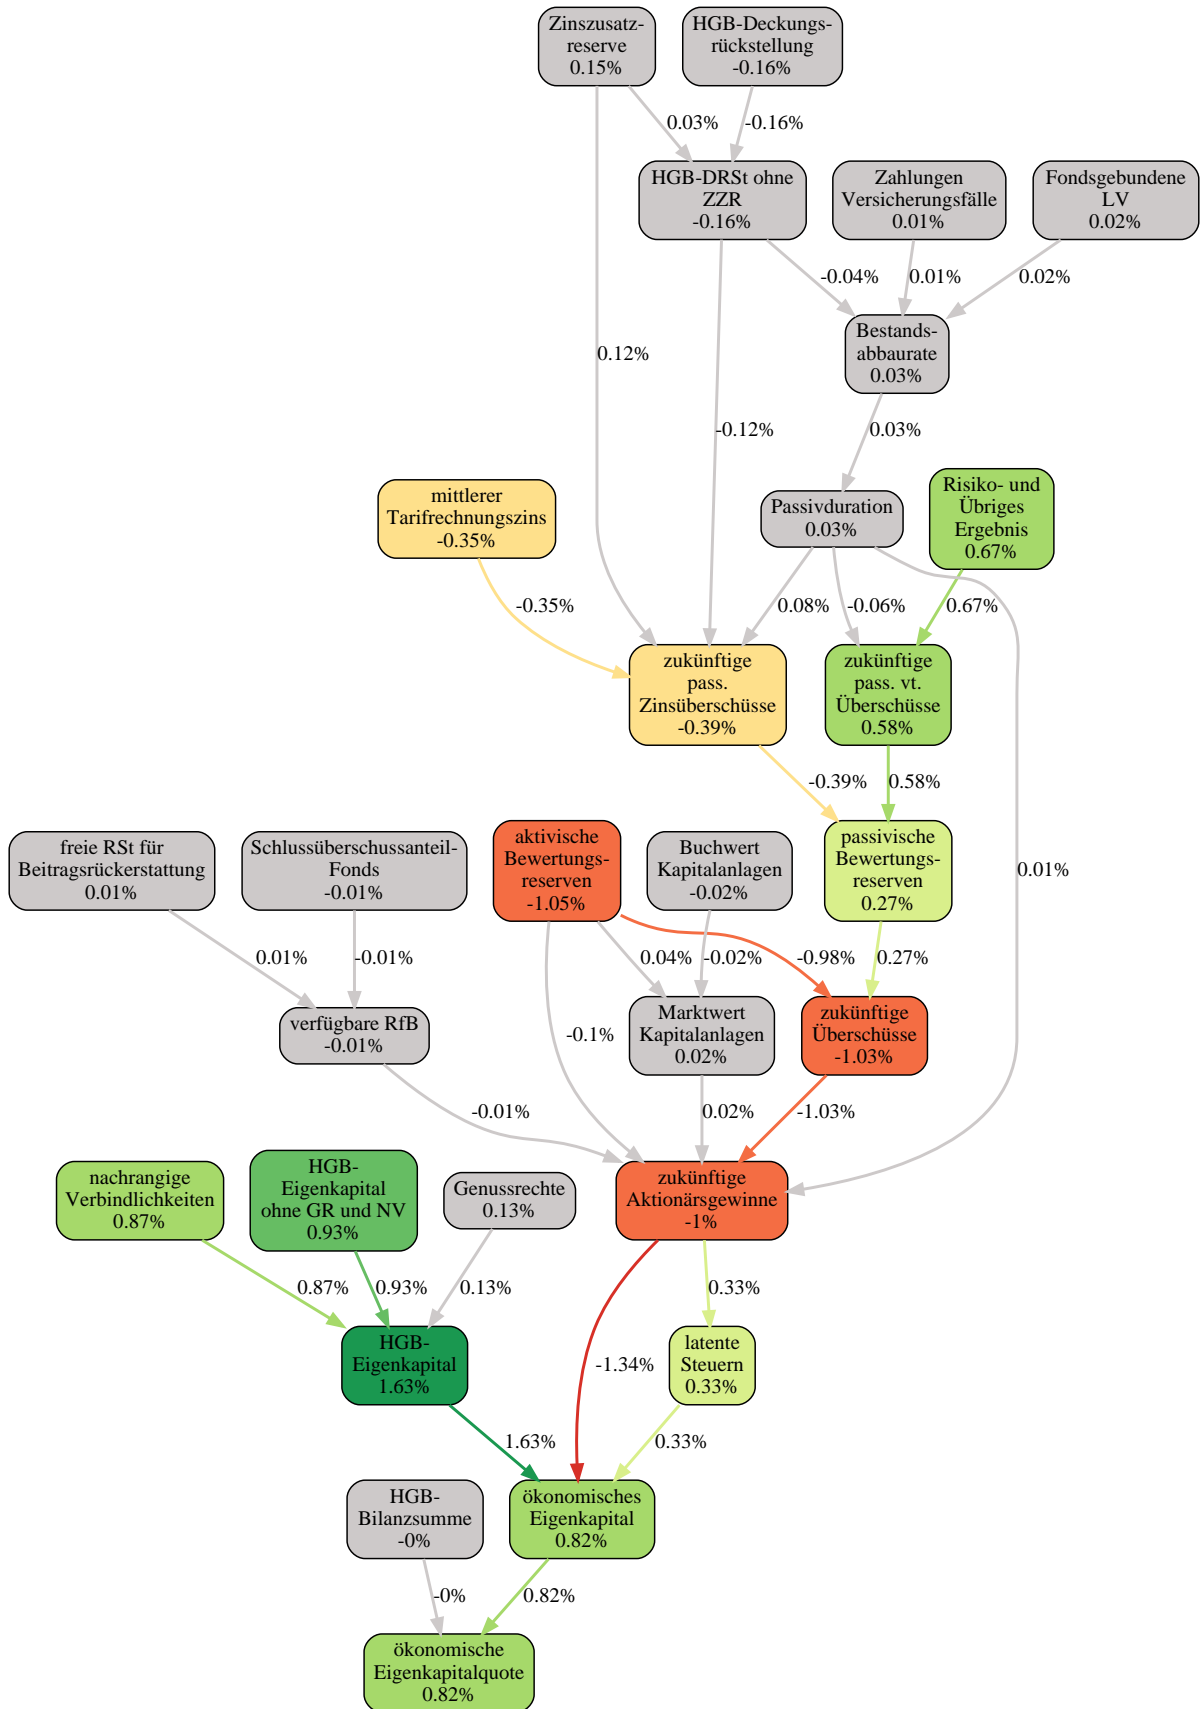 Zinszusatz-
reserve
0.15%
HGB-Deckungs-
rückstellung
-0.16%
0.03%
-0.16%
HGB-DRSt ohne
ZZR
-0.16%
Zahlungen
Versicherungsfälle
0.01%
Fondsgebundene
LV
0.02%
-0.04%
0.01%
0.02%
Bestands-
abbaurate
0.03%
0.12%
-0.12%
0.03%
mittlerer
Tarifrechnungszins
-0.35%
Passivduration
0.03%
Risiko- und
Übriges
Ergebnis
0.67%
-0.35%
0.08%
-0.06%
0.67%
zukünftige
pass.
Zinsüberschüsse
-0.39%
zukünftige
pass. vt.
Überschüsse
0.58%
-0.39%
0.58%
freie RSt für
Beitragsrückerstattung
0.01%
Schlussüberschussanteil-
Fonds
-0.01%
aktivische
Bewertungs-
reserven
-1.05%
Buchwert
Kapitalanlagen
-0.02%
passivische
Bewertungs-
reserven
0.27%
0.01%
0.01%
-0.01%
0.04%
-0.02%
-0.98%
0.27%
verfügbare RfB
-0.01%
-0.1%
Marktwert
Kapitalanlagen
0.02%
zukünftige
Überschüsse
-1.03%
-0.01%
0.02%
-1.03%
nachrangige
Verbindlichkeiten
0.87%
HGB-
Eigenkapital
ohne GR und NV
0.93%
Genussrechte
0.13%
zukünftige
Aktionärsgewinne
-1%
0.87%
0.93%
0.13%
0.33%
HGB-
Eigenkapital
1.63%
-1.34%
latente
Steuern
0.33%
1.63%
0.33%
HGB-
Bilanzsumme
-0%
ökonomisches
Eigenkapital
0.82%
-0%
0.82%
ökonomische
Eigenkapitalquote
0.82%